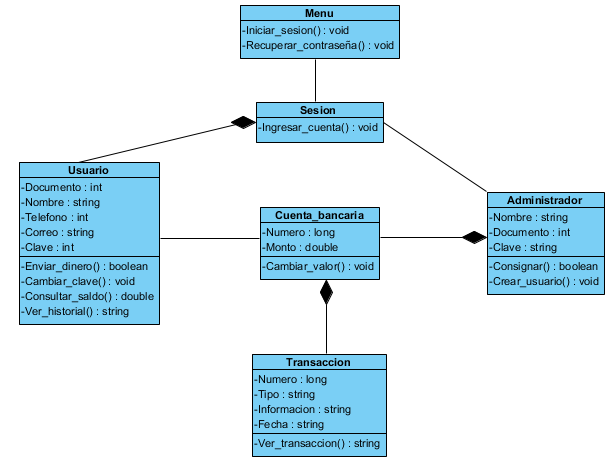 Menu
-Iniciar_sesion() : void
-Recuperar_contraseña() : void
Sesion
-Ingresar_cuenta() : void
Usuario
-Documento : int
-Nombre : string
-Telefono : int
-Correo : string
-Clave : int
-Enviar_dinero() : boolean
-Cambiar_clave() : void
-Consultar_saldo() : double
-Ver_historial() : string
Cuenta_bancaria
-Numero : long
-Monto : double
-Cambiar_valor() : void
Administrador
-Nombre : string
-Documento : int
-Clave : string
-Consignar() : boolean
-Crear_usuario() : void
Transaccion
-Numero : long
-Tipo : string
-Informacion : string
-Fecha : string
-Ver_transaccion() : string